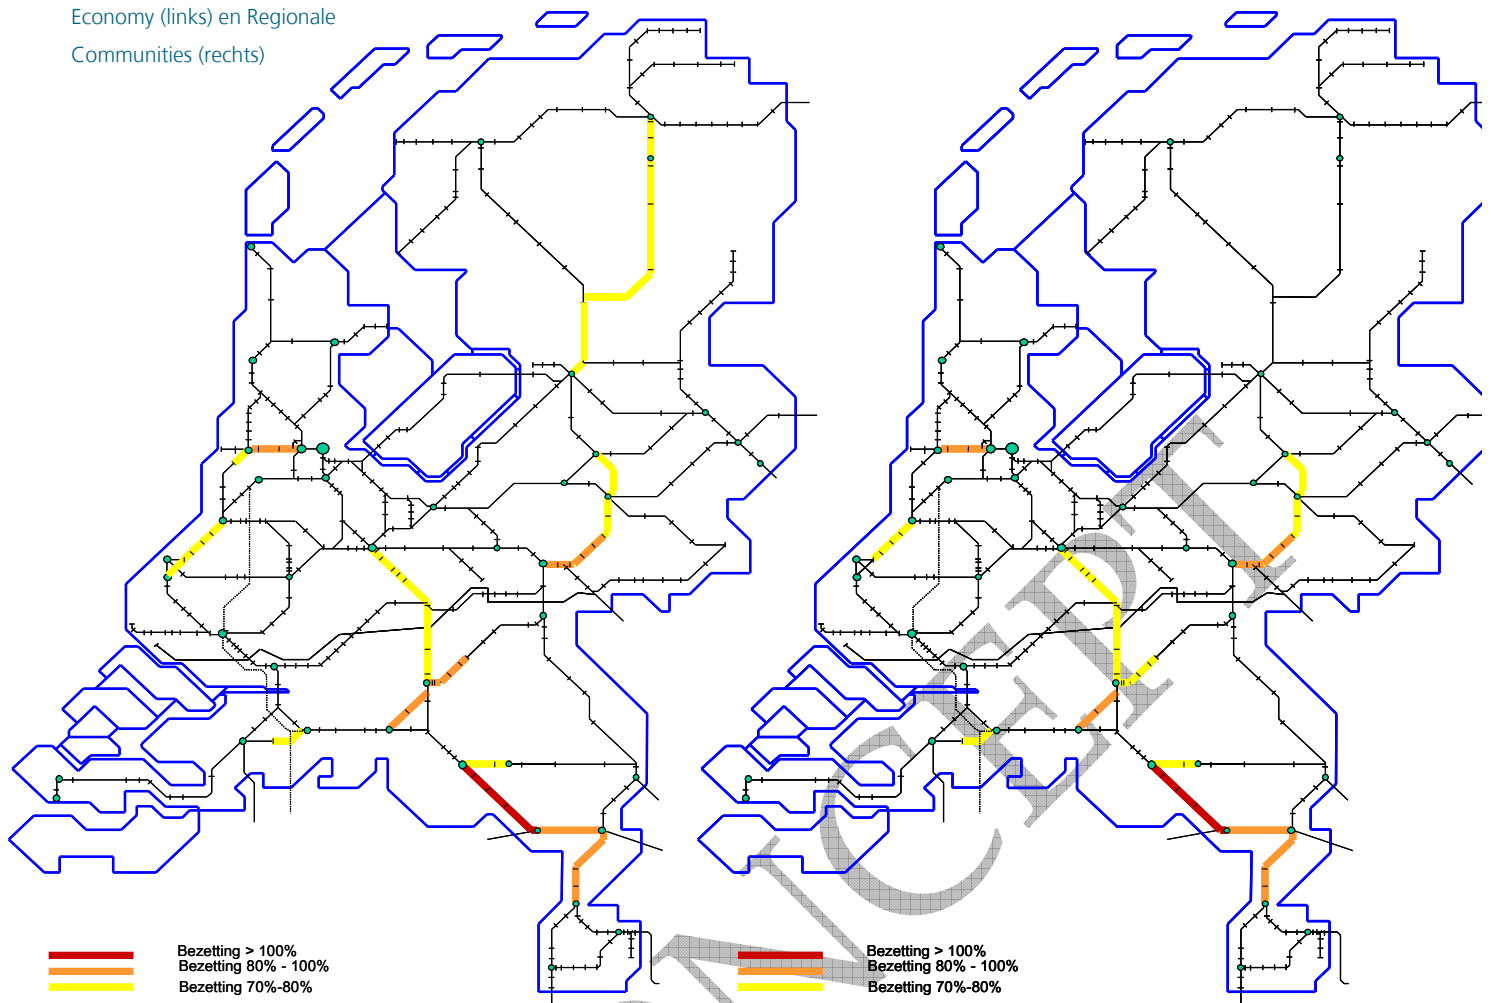 Economy (links) en Regionale
Communities (rechts)
Bezetting > 100%
Bezetting 80% - 100%
Bezetting 70%-80%
Bezetting > 100%
Bezetting 80% - 100%
Bezetting 70%-80%
ONCEPT